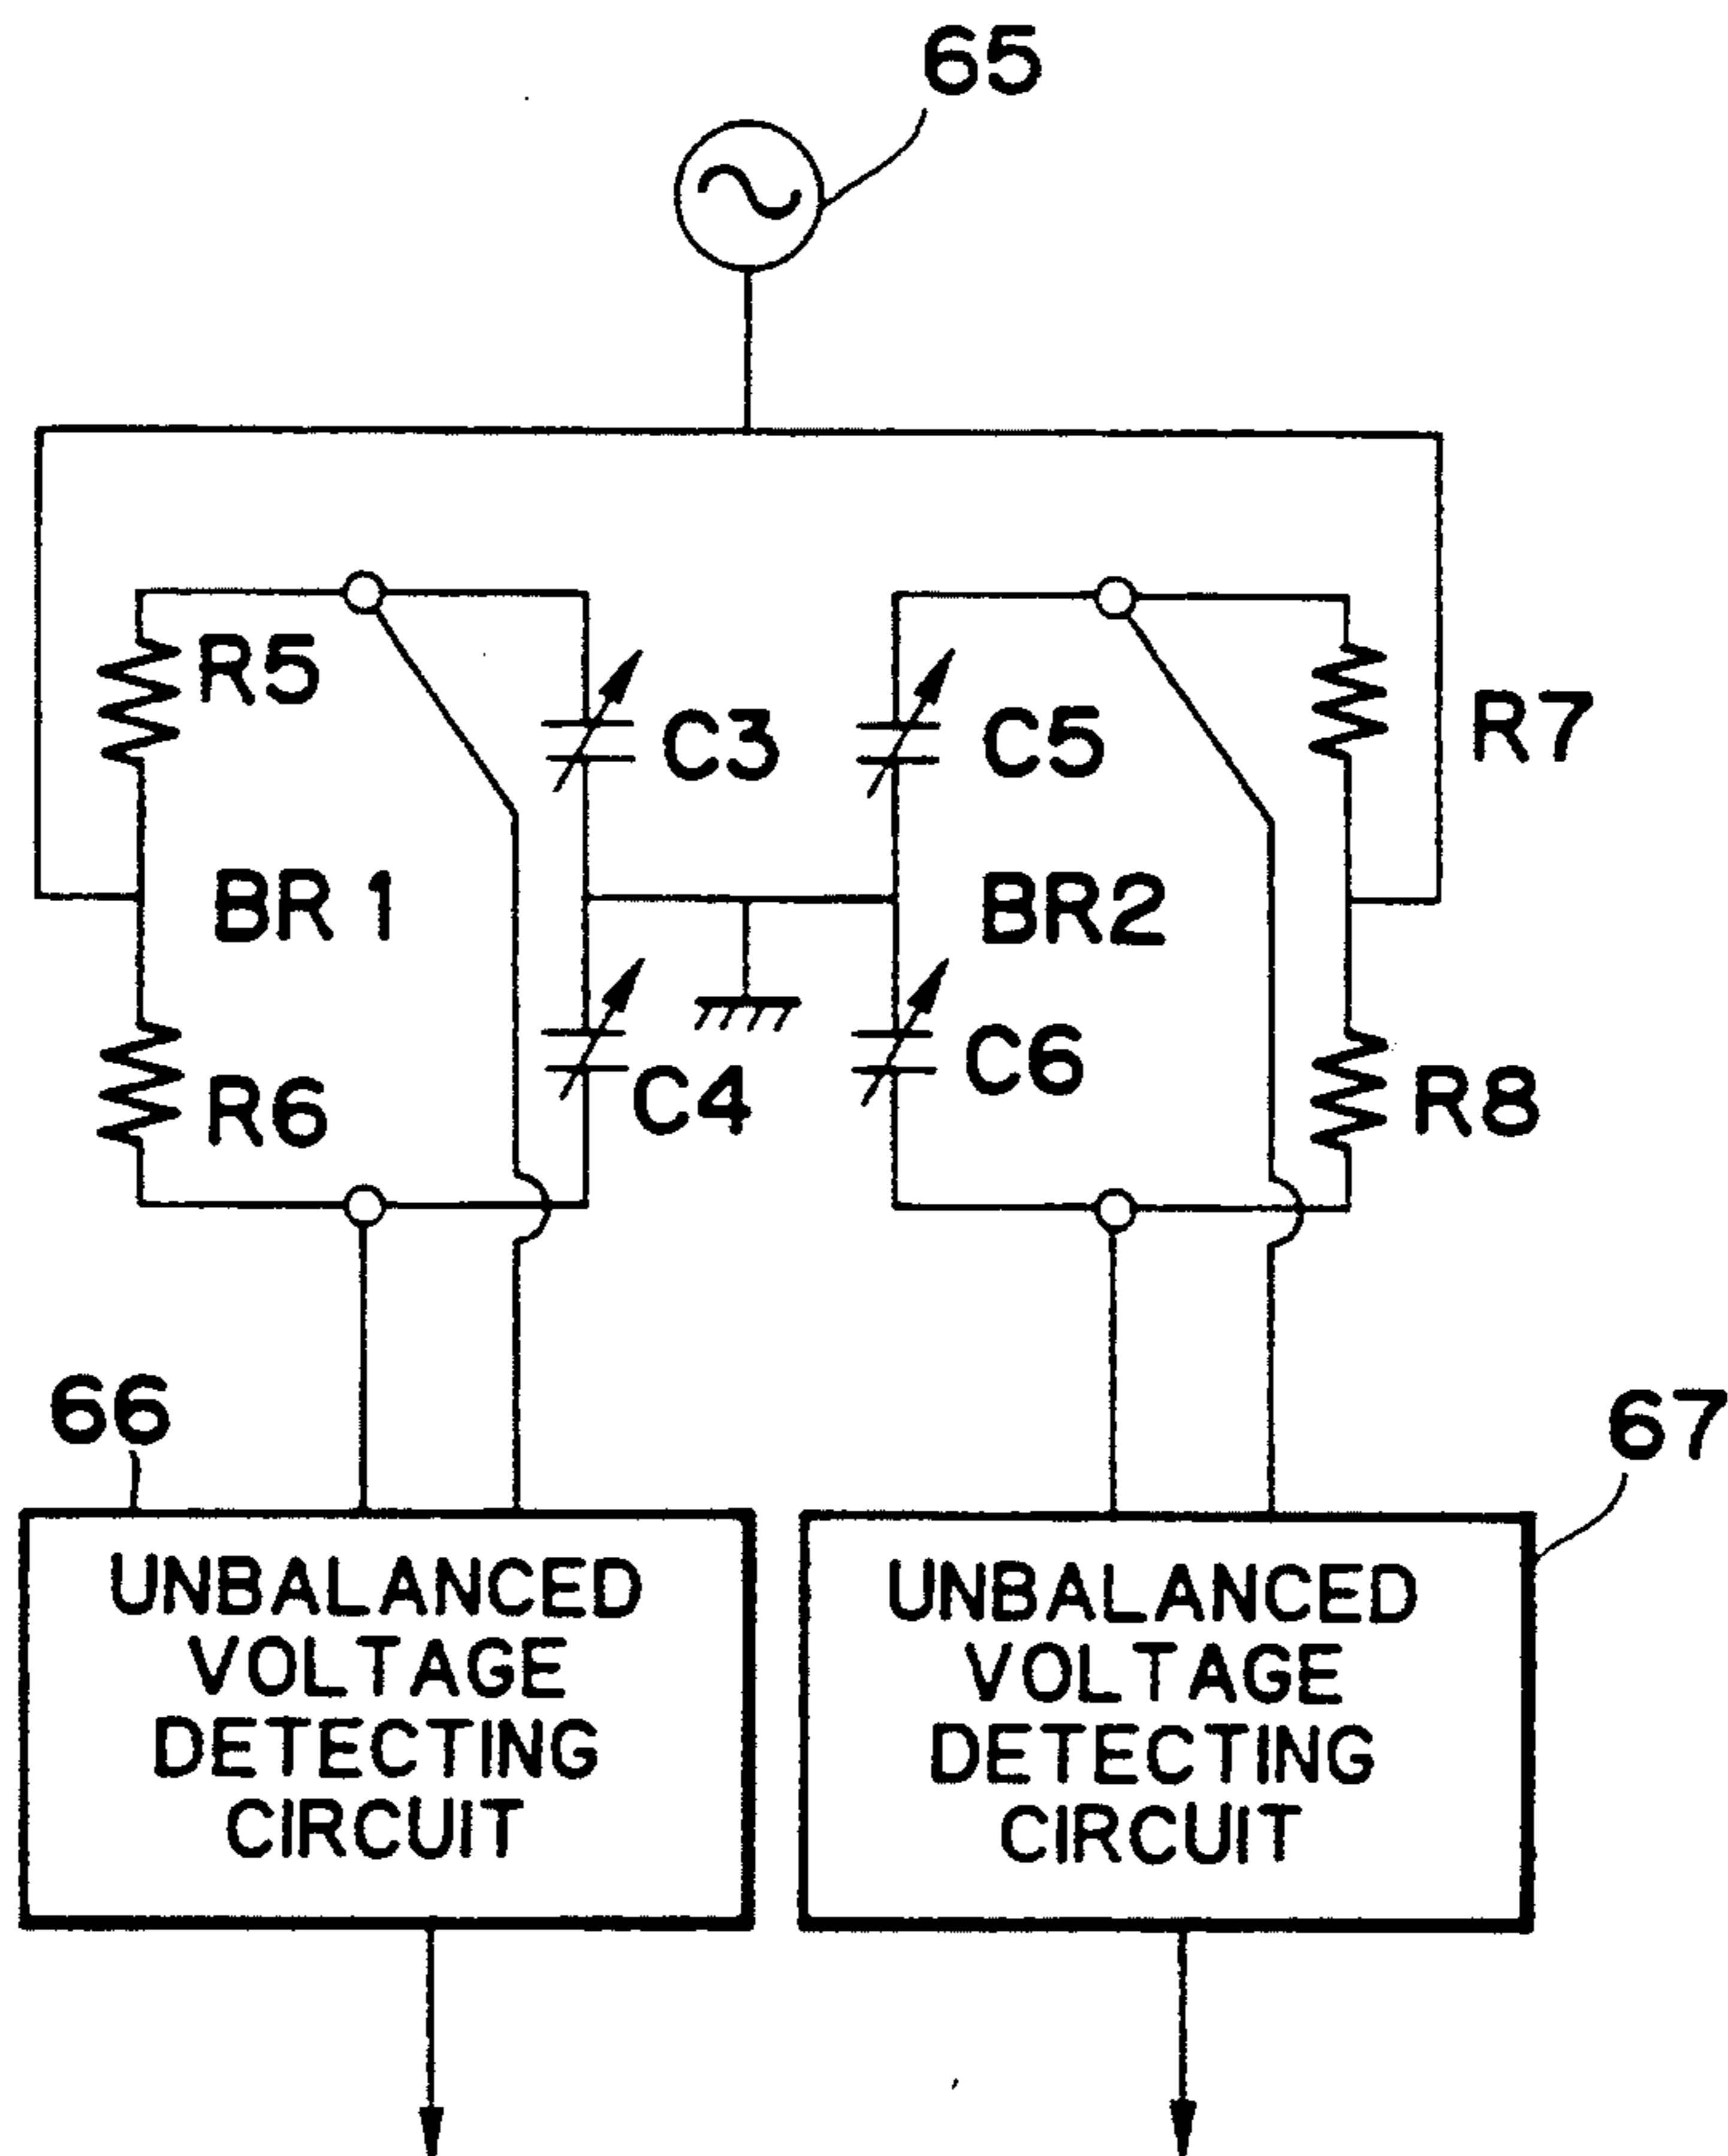 65
R5
C3
C5
R7
BR 1
BR2
R6
C4
C6
R8
66
67
UNBALANCED
VOLTAGE
DETECTING
CIRCUIT
UNBALANCED
VOLTAGE
DETECTING
CIRCUIT